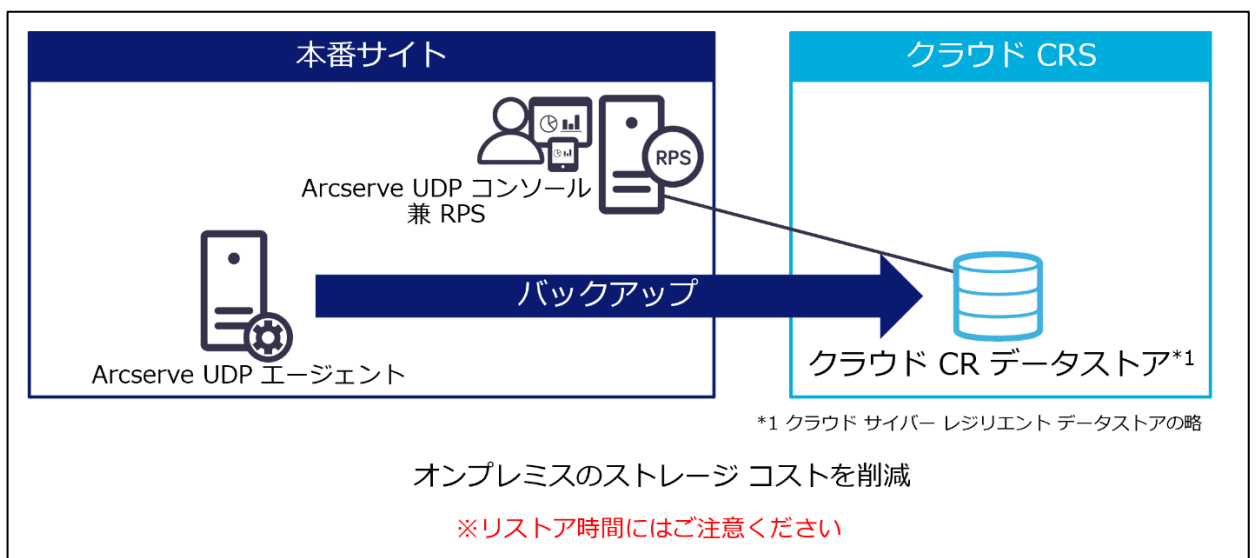 本番サイト
クラウド CRS
RPS
Arcserve UDP コンソール
兼 RPS
バックアップ
Arcserve UDP エージェント
クラウド CR データストア*1
*1 クラウド サイバー レジリエント データストアの略
オンプレミスのストレージ コストを削減
※リストア時間にはご注意ください